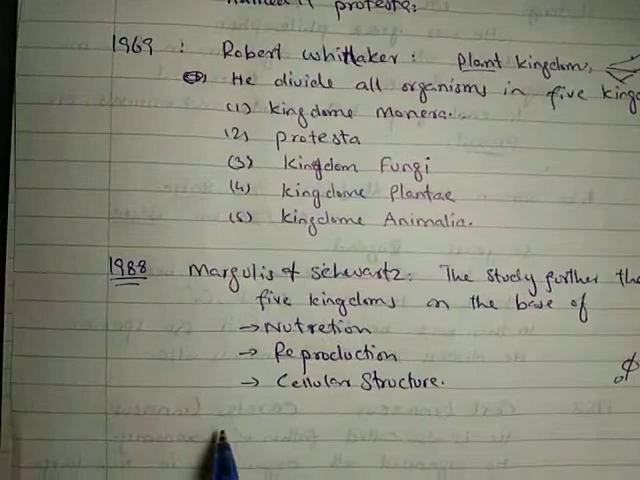 protesta:
1969 : Robert Whittaker : Plant kingdom,
He divide all organisms in five king
(1) Kingdome Monera.
(2) Protesta
(3) Kingdom Fungi
(4) Kingdome Plantae
(5) Kingdome Animalia.
1988 Margulis & Schwartz: The Study further the
five kingdoms on the base of
→ Nutretion
→ Reproduction
→ Cellular Structure.